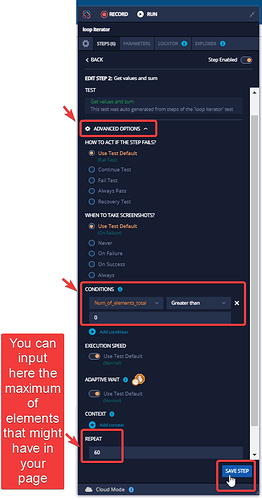 RECORD RUN
loop iterator
STEPS (6) PARAMETERS LOCATOR EXPLORER
BACK Step Enabled
EDIT STEP 2: Get values and sum
TEST
Get values and sum
This test was auto generated from steps of the 'loop iterator' test
ADVANCED OPTIONS
HOW TO ACT IF THE STEP FAILS?
Use Test Default
(Fail Test)
Continue Test
Fail Test
Always Pass
Recovery Test
WHEN TO TAKE SCREENSHOTS?
Use Test Default
(On Failure)
Never
On Failure
On Success
Always
CONDITIONS
Num_of_elements_total Greater than
0
Add condition
EXECUTION SPEED
Use Test Default
(Normal)
ADAPTIVE WAIT
Use Test Default
(Normal)
CONTEXT
Add context
REPEAT
60
SAVE STEP
Cloud Mode
You can
input
here the
maximum
of
elements
that might
have in
your
page